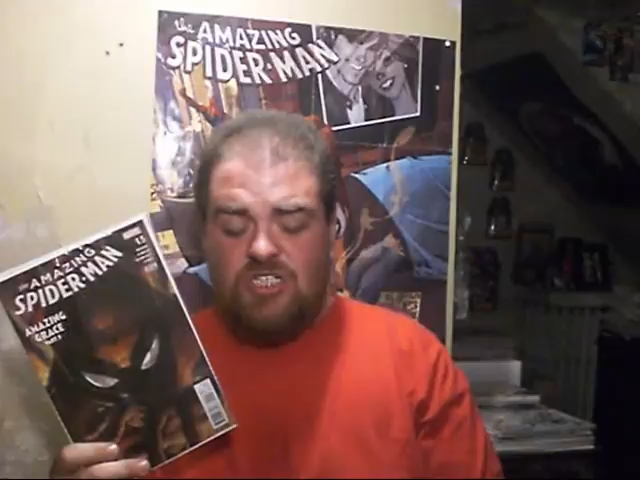 the AMAZING
SPIDER-MAN
the AMAZING
SPIDER-MAN
AMAZING
GRACE